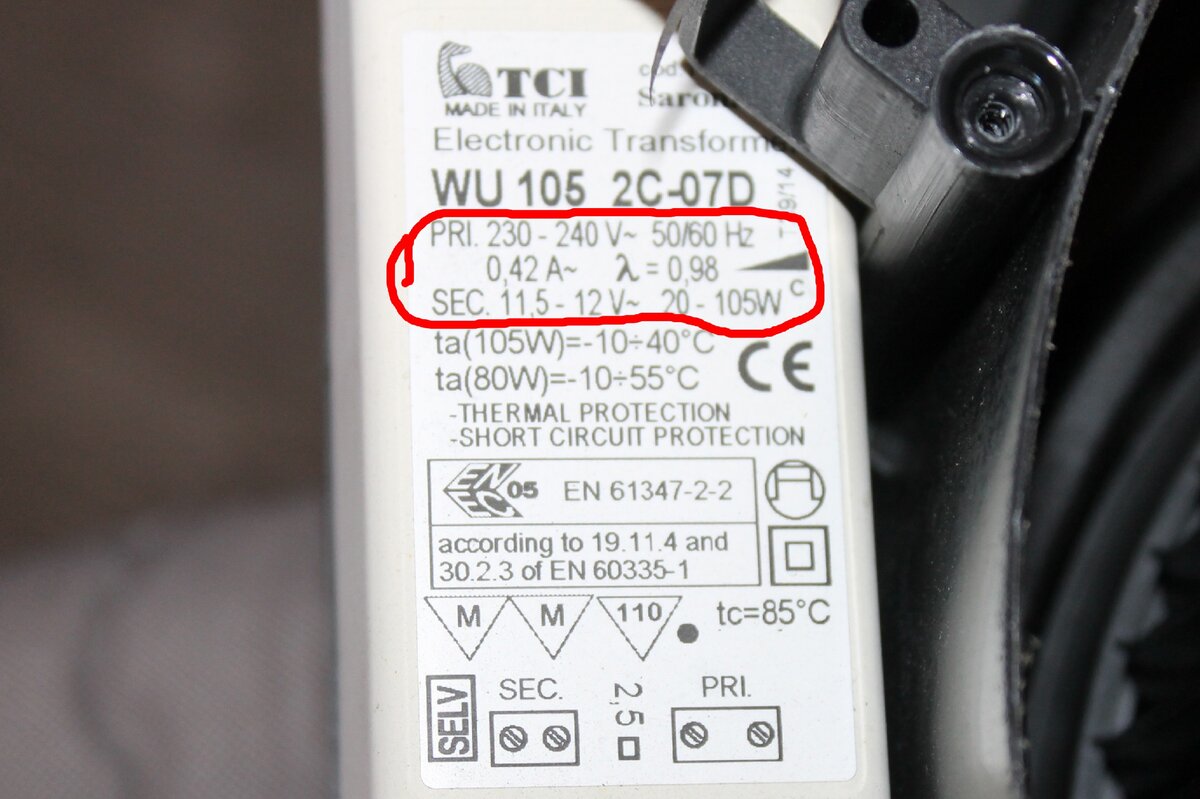 TCI
MADE IN ITALY
Electronic
WU 105 2C-07D
9/14
PRI. 230 - 240 V~ 50/60 Hz
0,42 A~ λ = 0,98
SEC. 11,5 - 12 V~ 20 - 105W
C
ta(105W)=-10÷40°C
ta(80W)=-10÷55°C
CE
-THERMAL PROTECTION
-SHORT CIRCUIT PROTECTION
ENEC 05 EN 61347-2-2
according to 19.11.4 and
30.2.3 of EN 60335-1
M M 110 tc=85°C
SELV
SEC. 2,5 PRI.